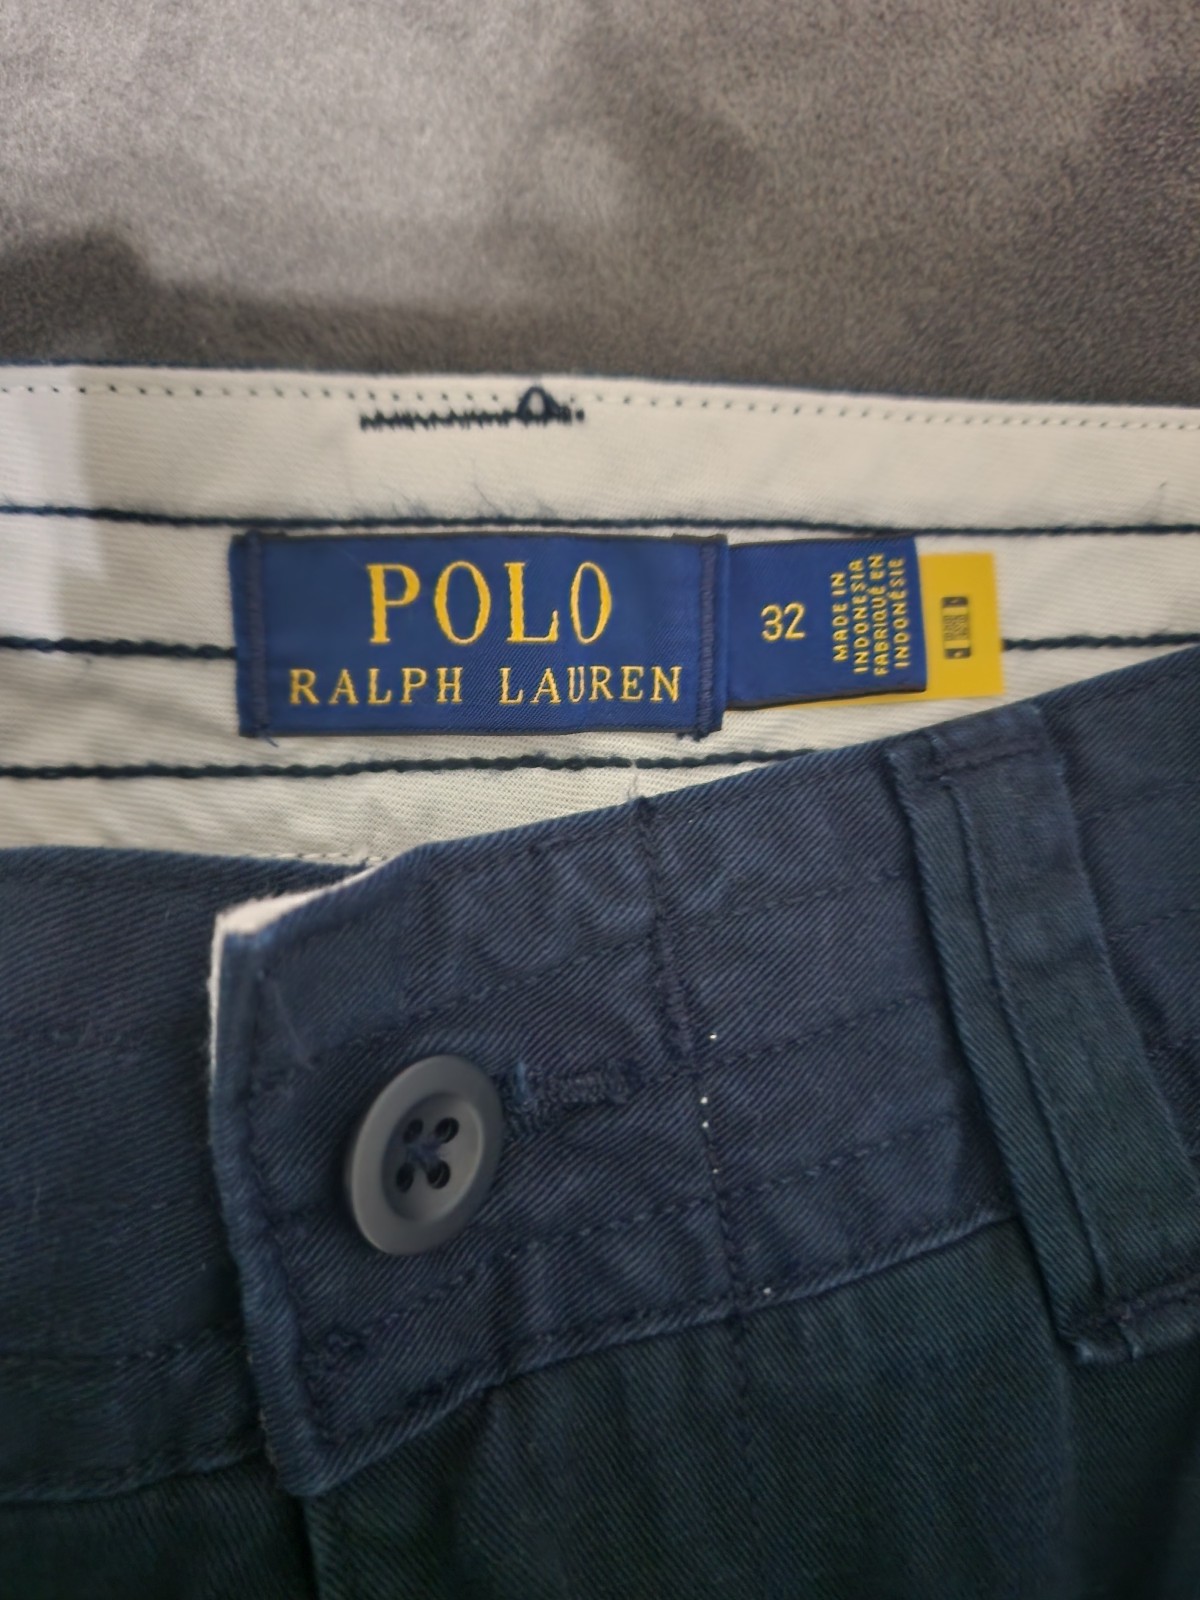 POLO
RALPH LAUREN
32
MADE IN
INDONESIA
FABRIQUÉ EN
INDONÉSIE